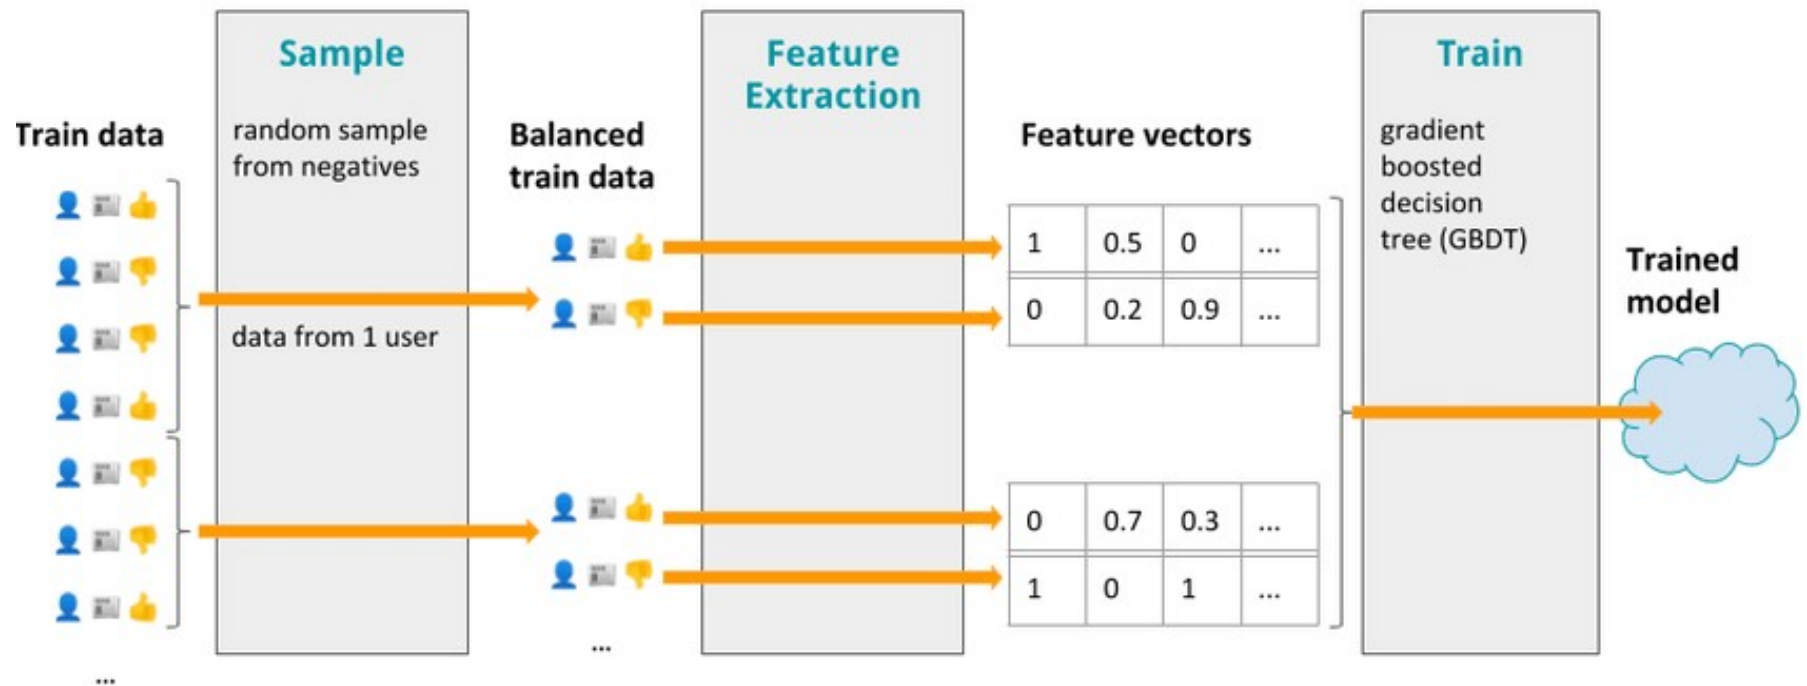 Sample
Feature
Extraction
Train
Train data
random sample
from negatives
data from 1 user
Balanced
train data
Feature vectors
gradient
boosted
decision
tree (GBDT)
Trained
model
1 0.5 0 ...
0 0.2 0.9 ...
0 0.7 0.3 ...
1 0 1 ...
...
...